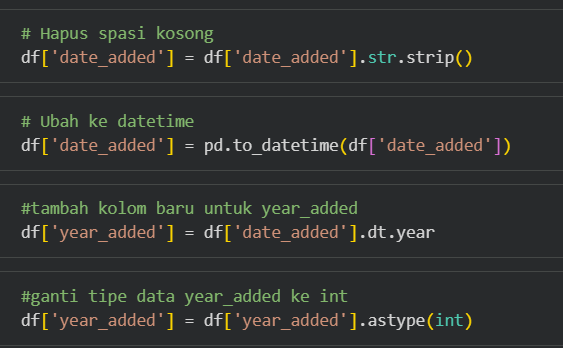 # Hapus spasi kosong
df['date_added'] = df['date_added'].str.strip()
# Ubah ke datetime
df['date_added'] = pd.to_datetime(df['date_added'])
#tambah kolom baru untuk year_added
df['year_added'] = df['date_added'].dt.year
#ganti tipe data year_added ke int
df['year_added'] = df['year_added'].astype(int)